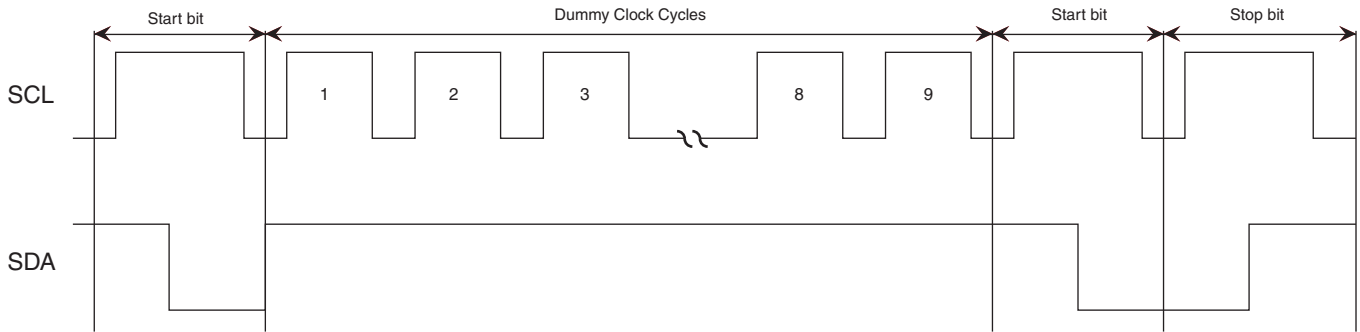 Start bit
Dummy Clock Cycles
Start bit
Stop bit
SCL
1
2
3
8
9
SDA